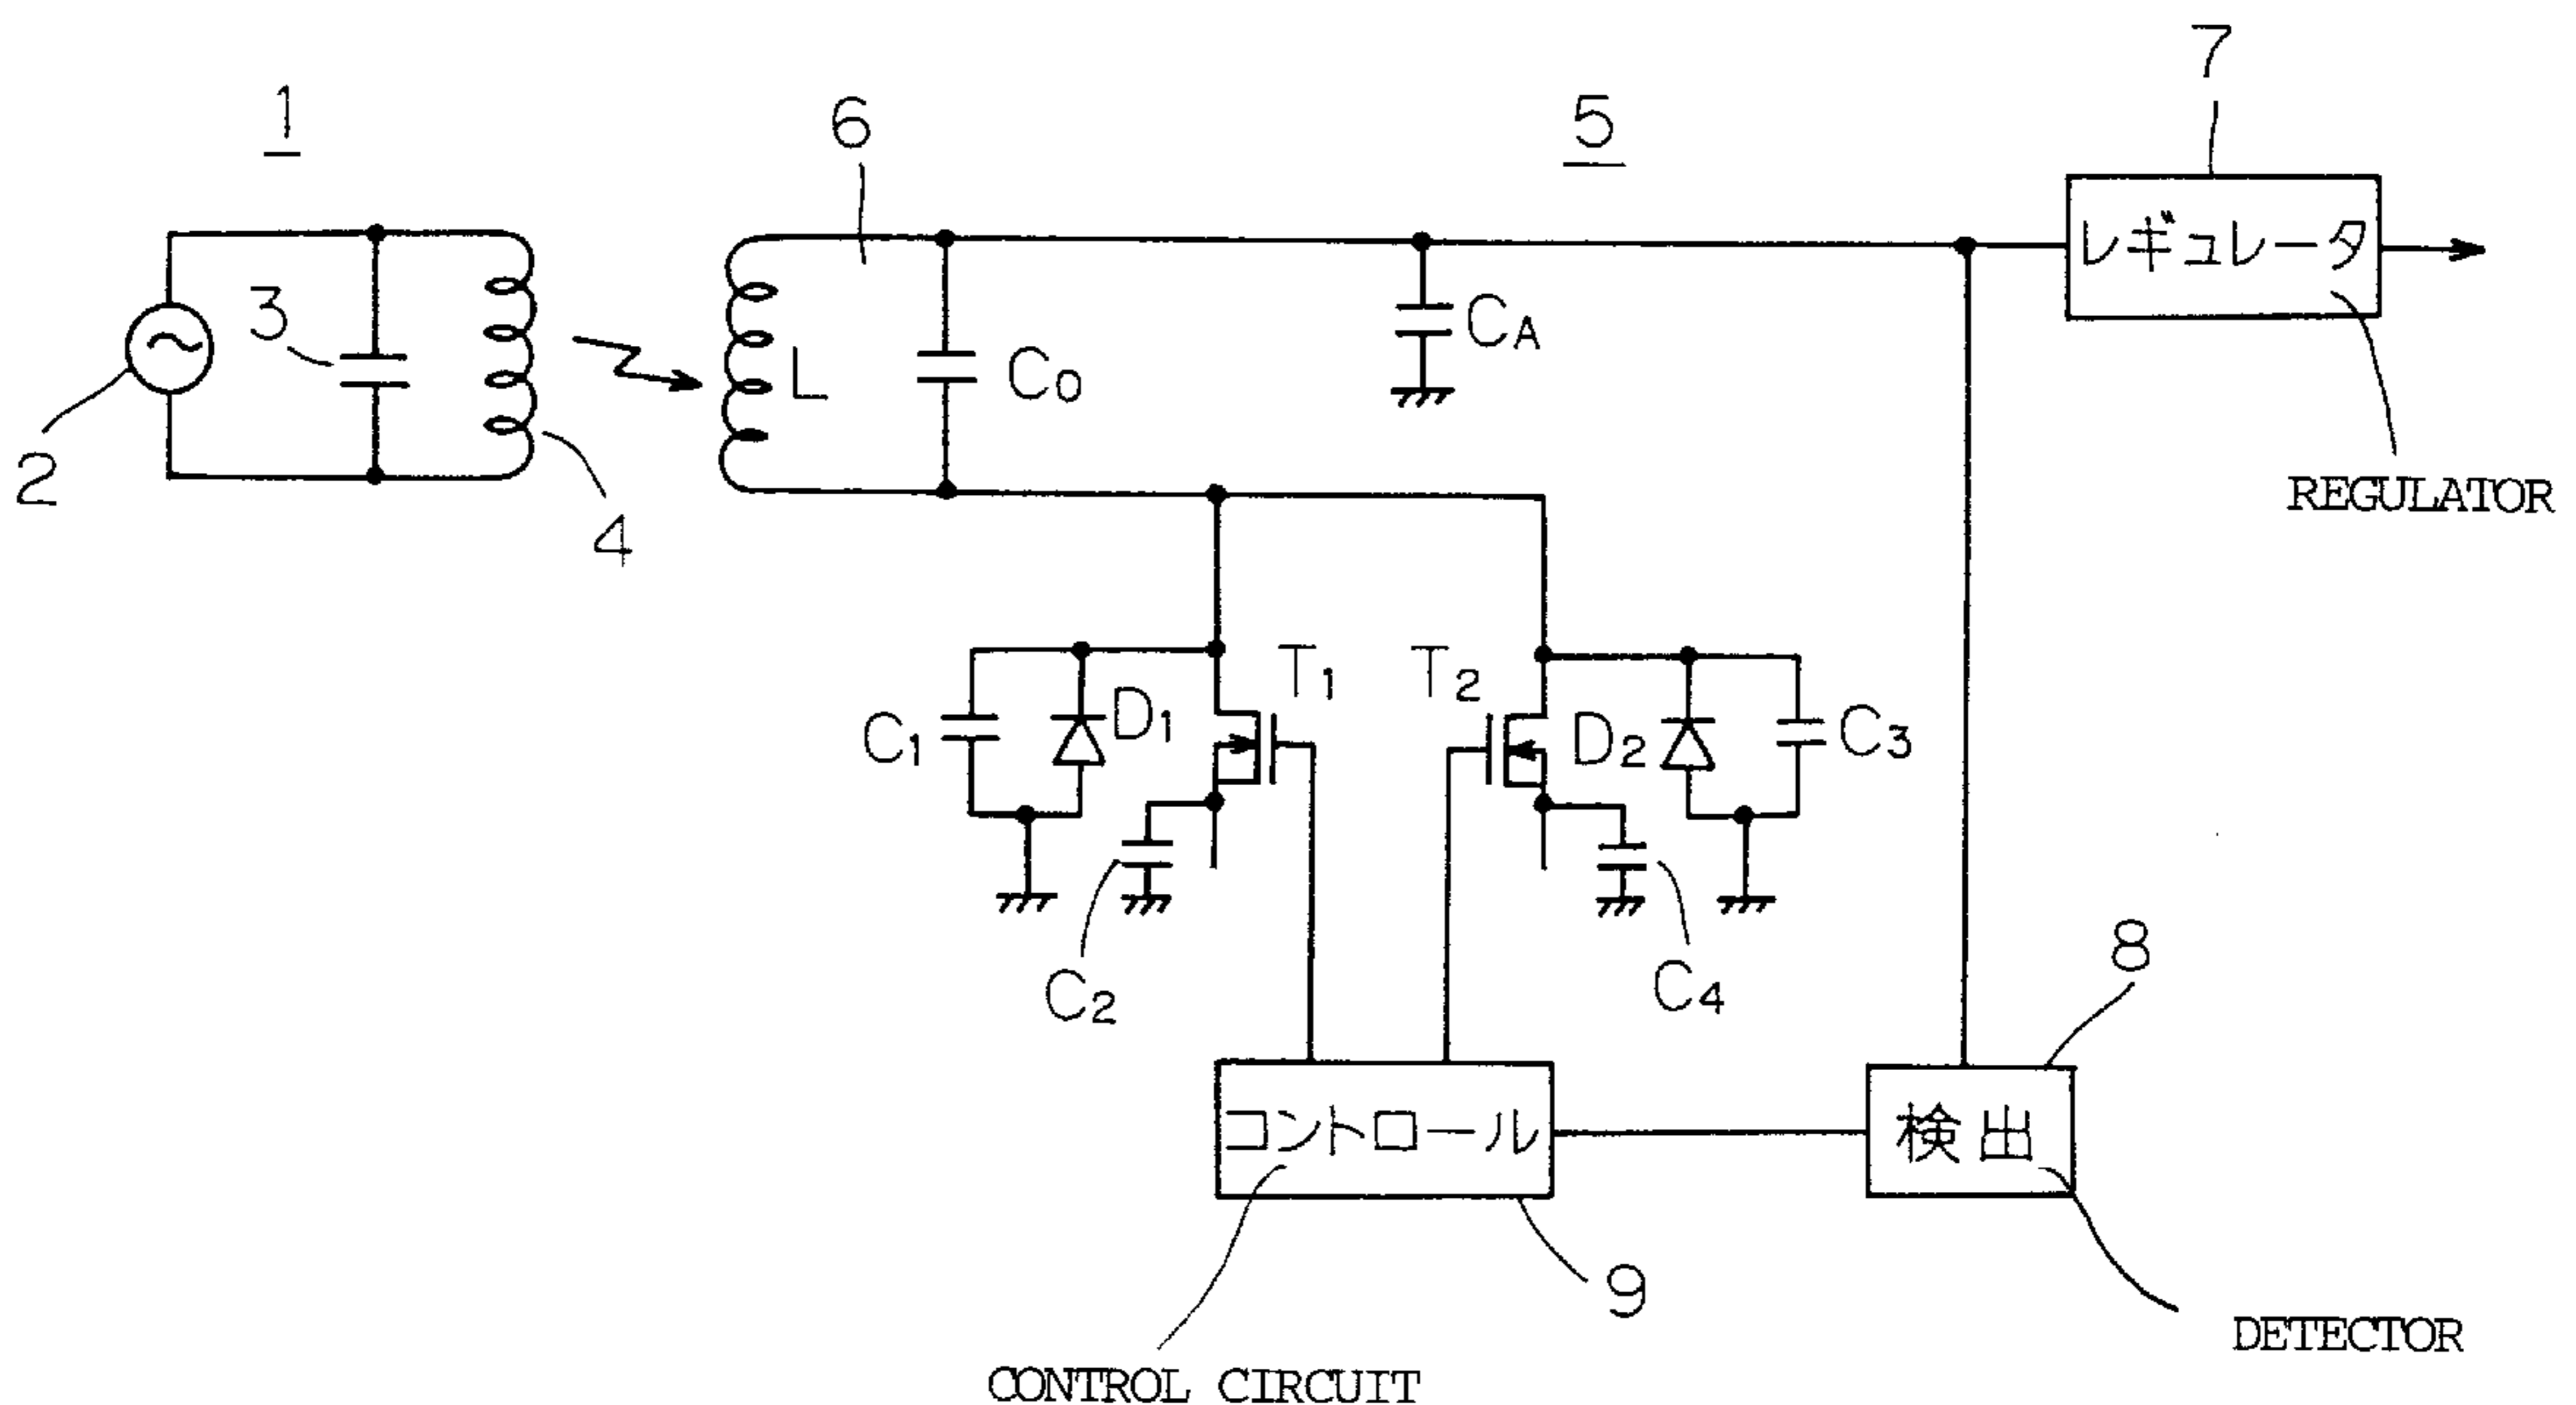 1
2
3
4
6
L
C0
5
CA
7
レギュレータ
REGULATOR
C1
D1
T1
C2
T2
D2
C3
C4
8
検出
DETECTOR
コントロール
9
CONTROL CIRCUIT